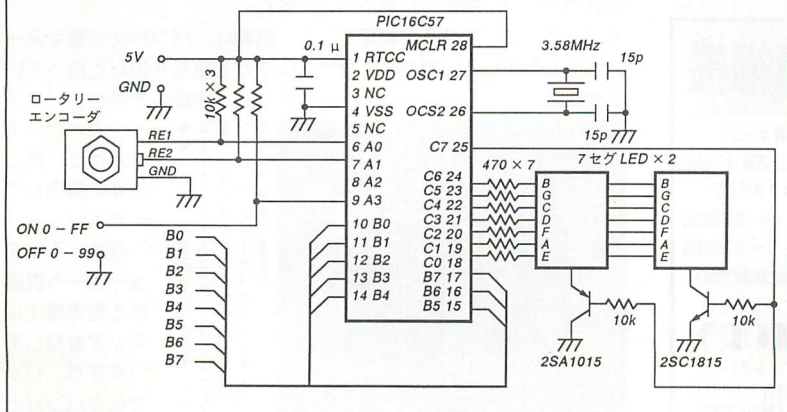 PIC16C57
5V
GND
ロータリー
エンコーダ
RE1
RE2
GND
10k × 3
0.1 μ
1 RTCC
2 VDD
3 NC
4 VSS
5 NC
6 A0
7 A1
8 A2
9 A3
10 B0
11 B1
12 B2
13 B3
14 B4
MCLR 28
OSC1 27
OCS2 26
C7 25
C6 24
C5 23
C4 22
C3 21
C2 20
C1 19
C0 18
B7 17
B6 16
B5 15
3.58MHz
15p
15p
470 × 7
7 セグ LED × 2
B
G
C
D
F
A
E
B
G
C
D
F
A
E
10k
10k
2SA1015
2SC1815
ON 0 – FF
OFF 0 – 99
B0
B1
B2
B3
B4
B5
B6
B7